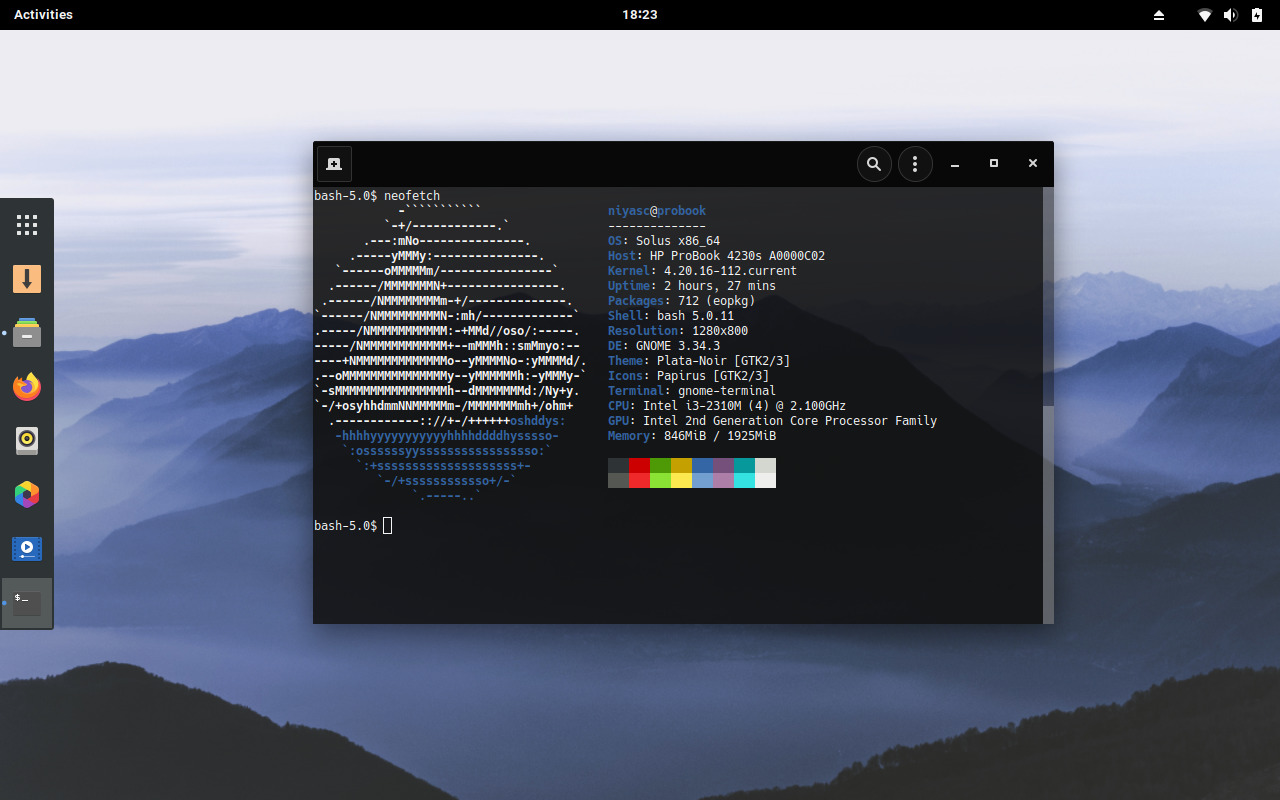 Activities
18:23
bash-5.0$ neofetch
niyasc@probook
--------------
OS: Solus x86_64
Host: HP ProBook 4230s A0000C02
Kernel: 4.20.16-112.current
Uptime: 2 hours, 27 mins
Packages: 712 (eopkg)
Shell: bash 5.0.11
Resolution: 1280x800
DE: GNOME 3.34.3
Theme: Plata-Noir [GTK2/3]
Icons: Papirus [GTK2/3]
Terminal: gnome-terminal
CPU: Intel i3-2310M (4) @ 2.100GHz
GPU: Intel 2nd Generation Core Processor Family
Memory: 846MiB / 1925MiB
bash-5.0$
$_